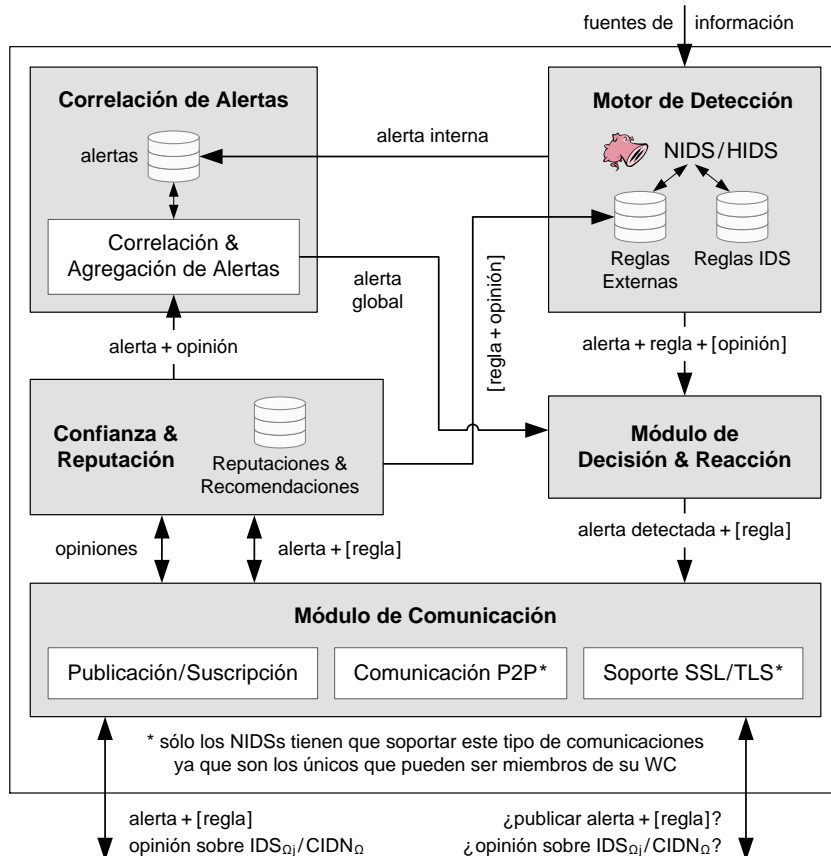 fuentes de información
Correlación de Alertas
alertas
Correlación &
Agregación de Alertas
alerta interna
Motor de Detección
NIDS/HIDS
Reglas
Externas
Reglas IDS
alerta
global
[regla + opinión]
alerta + opinión
alerta + regla + [opinión]
Confianza &
Reputación
Reputaciones &
Recomendaciones
Módulo de
Decisión & Reacción
opiniones
alerta + [regla]
alerta detectada + [regla]
Módulo de Comunicación
Publicación/Suscripción
Comunicación P2P*
Soporte SSL/TLS*
* sólo los NIDSs tienen que soportar este tipo de comunicaciones
ya que son los únicos que pueden ser miembros de su WC
alerta + [regla]
opinión sobre IDSΩj/CIDNΩ
¿publicar alerta + [regla]?
¿opinión sobre IDSΩj/CIDNΩ?